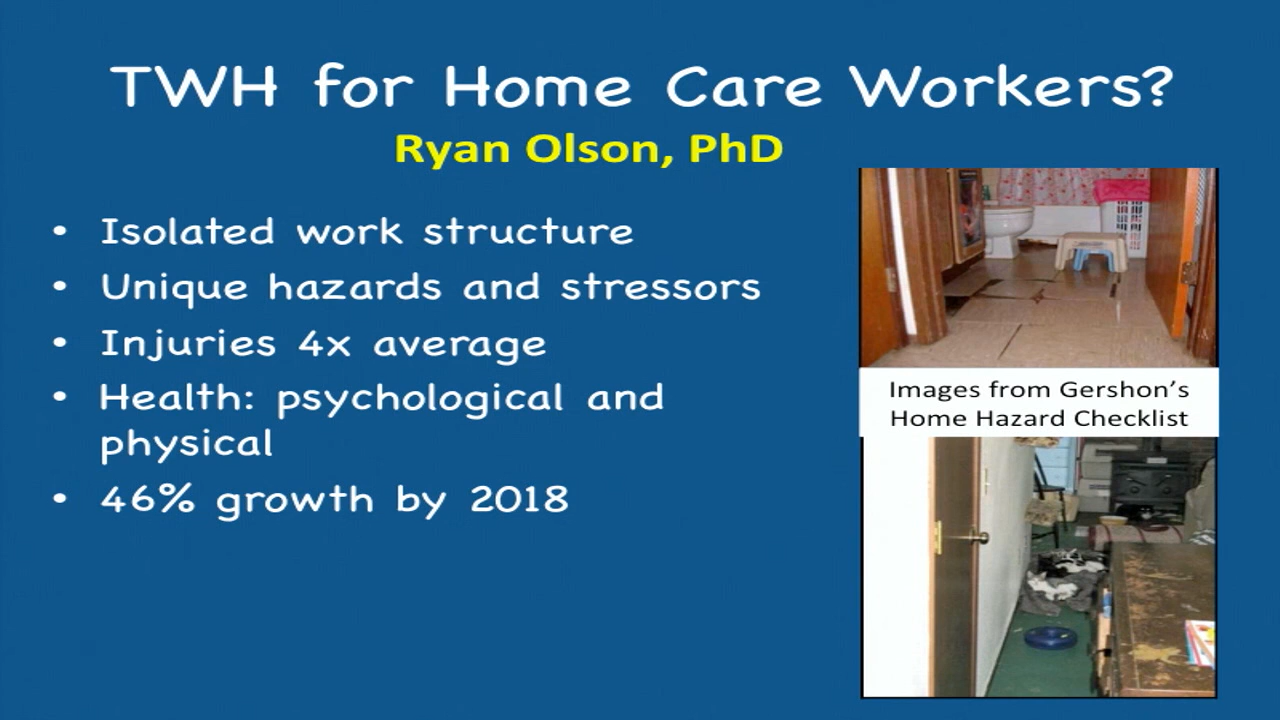 TWH for Home Care Workers?
Ryan Olson, PhD
• Isolated work structure
• Unique hazards and stressors
• Injuries 4x average
• Health: psychological and
physical
• 46% growth by 2018
Images from Gershon's
Home Hazard Checklist